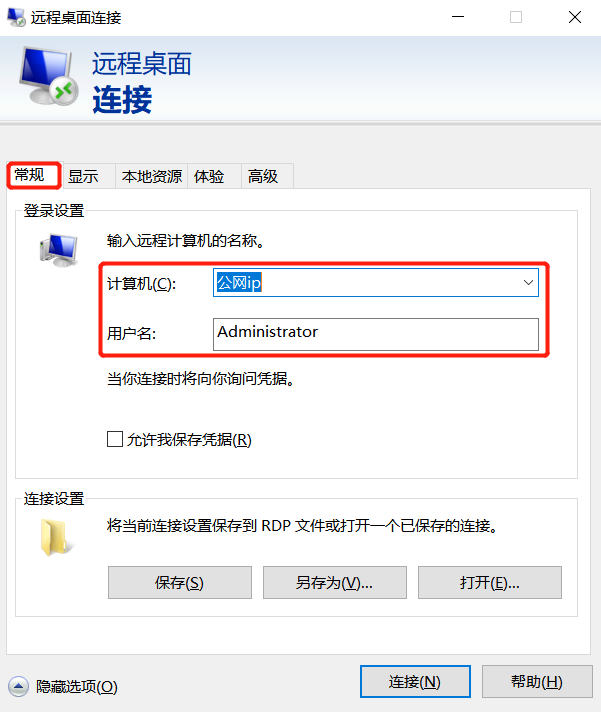 远程桌面连接
远程桌面
连接
常规 显示 本地资源 体验 高级
登录设置
输入远程计算机的名称。
计算机(C): 公网ip
用户名: Administrator
当你连接时将向你询问凭据。
允许我保存凭据(R)
连接设置
将当前连接设置保存到 RDP 文件或打开一个已保存的连接。
保存(S) 另存为(V)... 打开(E)...
隐藏选项(O) 连接(N) 帮助(H)